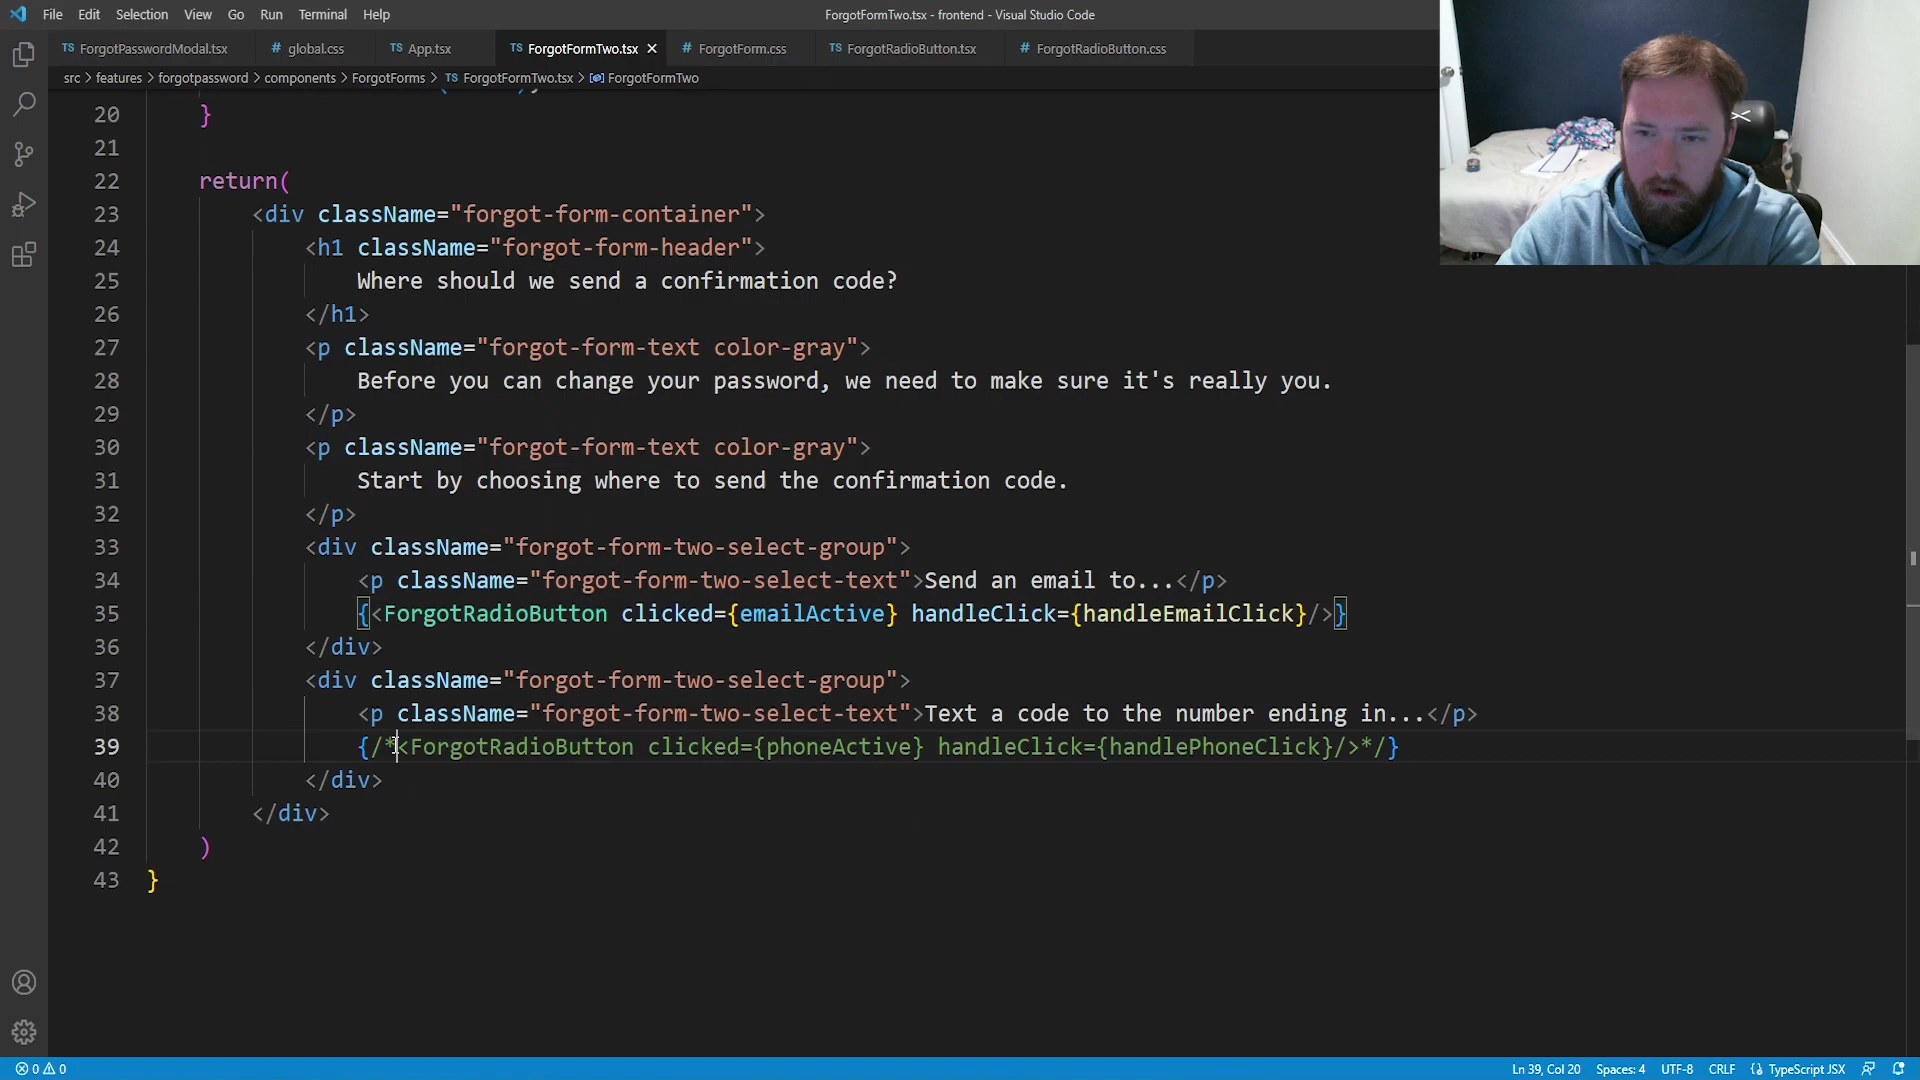 File Edit Selection View Go Run Terminal Help
ForgotFormTwo.tsx - frontend - Visual Studio Code
TS ForgotPasswordModal.tsx # global.css TS App.tsx TS ForgotFormTwo.tsx # ForgotForm.css TS ForgotRadioButton.tsx # ForgotRadioButton.css
src > features > forgotpassword > components > ForgotForms > TS ForgotFormTwo.tsx > ForgotFormTwo
20 }
21
22 return(
23 <div className="forgot-form-container">
24 <h1 className="forgot-form-header">
25 Where should we send a confirmation code?
26 </h1>
27 <p className="forgot-form-text color-gray">
28 Before you can change your password, we need to make sure it's really you.
29 </p>
30 <p className="forgot-form-text color-gray">
31 Start by choosing where to send the confirmation code.
32 </p>
33 <div className="forgot-form-two-select-group">
34 <p className="forgot-form-two-select-text">Send an email to...</p>
35 {<ForgotRadioButton clicked={emailActive} handleClick={handleEmailClick}/>}
36 </div>
37 <div className="forgot-form-two-select-group">
38 <p className="forgot-form-two-select-text">Text a code to the number ending in...</p>
39 {/*<ForgotRadioButton clicked={phoneActive} handleClick={handlePhoneClick}/>*/}
40 </div>
41 </div>
42 )
43 }
0 0 Ln 39, Col 20 Spaces: 4 UTF-8 CRLF {} TypeScript JSX